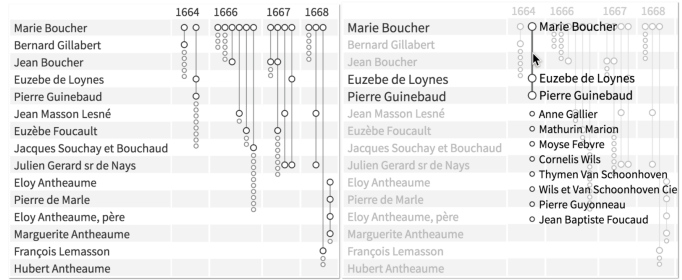 1664 1666 1667 1668
Marie Boucher
Bernard Gillabert
Jean Boucher
Euzebe de Loynes
Pierre Guinebaud
Jean Masson Lesné
Euzèbe Foucault
Jacques Souchay et Bouchaud
Julien Gerard sr de Nays
Eloy Antheaume
Pierre de Marle
Eloy Antheaume, père
Marguerite Antheaume
François Lemasson
Hubert Antheaume
1664 1666 1667 1668
Marie Boucher Marie Boucher
Bernard Gillabert
Jean Boucher
Euzebe de Loynes Euzebe de Loynes
Pierre Guinebaud Pierre Guinebaud
Jean Masson Lesné Anne Gallier
Euzèbe Foucault Mathurin Marion
Moyse Febvre
Jacques Souchay et Bouchaud
Cornelis Wils
Julien Gerard sr de Nays
Thymen Van Schoonhoven
Eloy Antheaume
Wils et Van Schoonhoven Cie
Pierre de Marle
Pierre Guyonneau
Eloy Antheaume, père
Jean Baptiste Foucaud
Marguerite Antheaume
François Lemasson
Hubert Antheaume